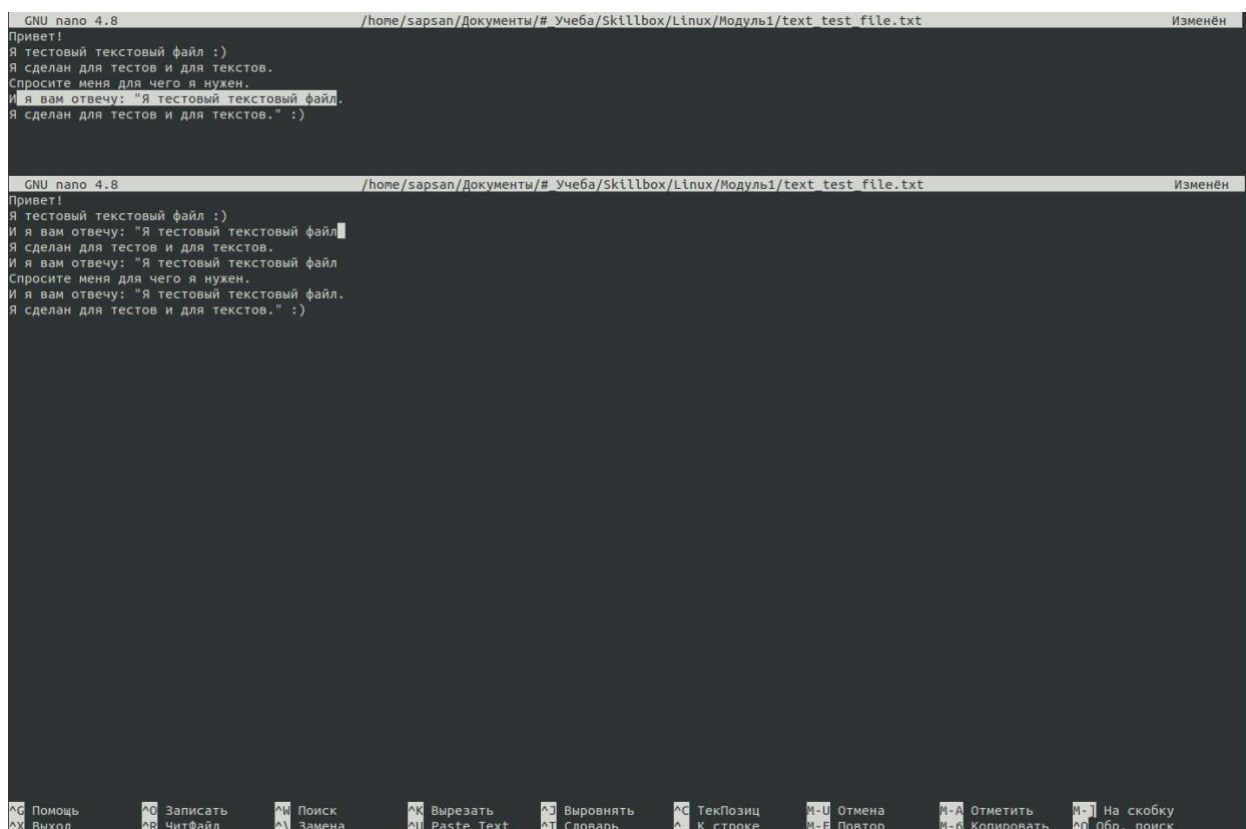 GNU nano 4.8 /home/sapsan/Документы/#_Учеба/Skillbox/Linux/Модуль1/text_test_file.txt Изменён
Привет!
Я тестовый текстовый файл :)
Я сделан для тестов и для текстов.
Спросите меня для чего я нужен.
И я вам отвечу: "Я тестовый текстовый файл.
Я сделан для тестов и для текстов." :)
GNU nano 4.8 /home/sapsan/Документы/#_Учеба/Skillbox/Linux/Модуль1/text_test_file.txt Изменён
Привет!
Я тестовый текстовый файл :)
И я вам отвечу: "Я тестовый текстовый файл
Я сделан для тестов и для текстов.
И я вам отвечу: "Я тестовый текстовый файл
Спросите меня для чего я нужен.
И я вам отвечу: "Я тестовый текстовый файл.
Я сделан для тестов и для текстов." :)
^G Помощь ^O Записать ^W Поиск ^K Вырезать ^J Выровнять ^C ТекПозиц M-U Отмена M-A Отметить M-] На скобку
^X Выход ^R ЧитФайл ^\ Замена ^U Paste Text ^T Словарь ^_ К строке M-E Повтор M-6 Копировать ^Q Обр. поиск